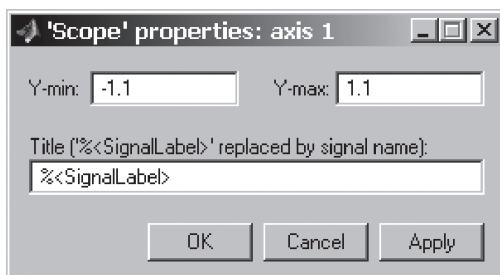 'Scope' properties: axis 1
Y-min: -1.1 Y-max: 1.1
Title ('%<SignalLabel>' replaced by signal name):
%<SignalLabel>
OK Cancel Apply